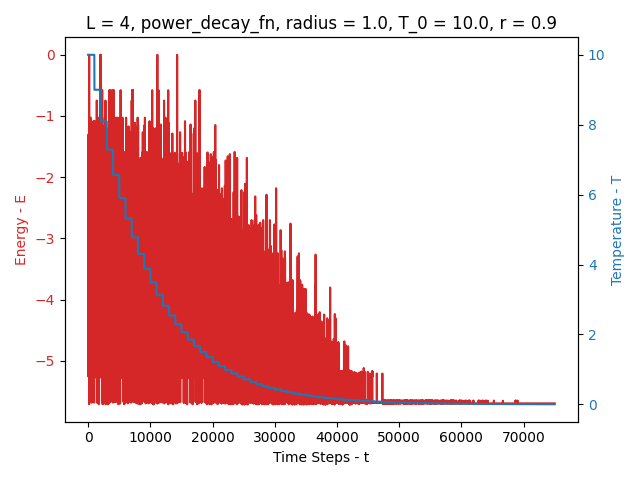 L = 4, power_decay_fn, radius = 1.0, T_0 = 10.0, r = 0.9
0
−1
−2
−3
−4
−5
Energy - E
10
8
6
4
2
0
Temperature - T
0 10000 20000 30000 40000 50000 60000 70000
Time Steps - t